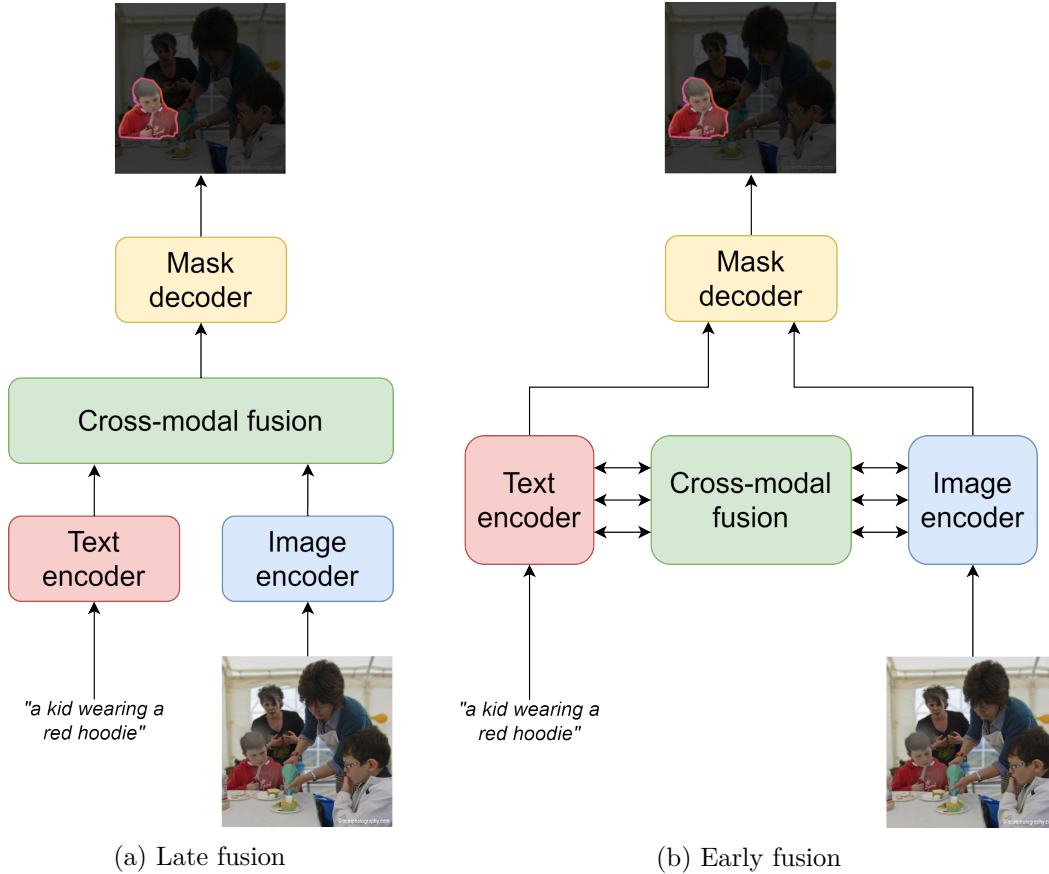 Mask
decoder
Cross-modal fusion
Text
encoder
Image
encoder
"a kid wearing a
red hoodie"
(a) Late fusion
Mask
decoder
Text
encoder
Cross-modal
fusion
Image
encoder
"a kid wearing a
red hoodie"
(b) Early fusion